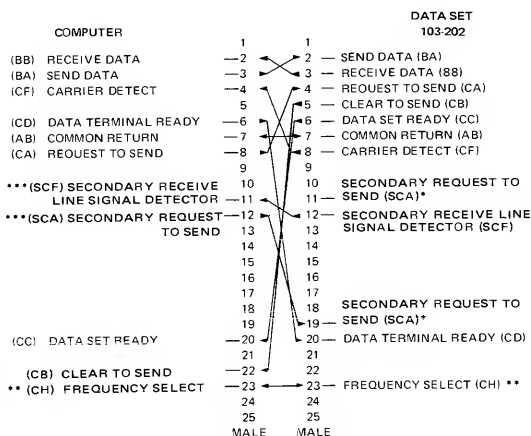 COMPUTER
DATA SET
103-202
1 1
(BB) RECEIVE DATA 2 2 SEND DATA (BA)
(BA) SEND DATA 3 3 RECEIVE DATA (88)
(CF) CARRIER DETECT 4 4 REOUEST TO SEND (CA)
5 5 CLEAR TO SEND (CB)
(CD) DATA TERMINAL READY 6 6 DATA SET READY (CC)
(AB) COMMON RETURN 7 7 COMMON RETURN (AB)
(CA) REOUEST TO SEND 8 8 CARRIER DETECT (CF)
9 9
***(SCF) SECONDARY RECEIVE 10 10 SECONDARY REQUEST TO
LINE SIGNAL DETECTOR 11 11 SEND (SCA)*
***(SCA) SECONDARY REQUEST 12 12 SECONDARY RECEIVE LINE
TO SEND 13 13 SIGNAL DETECTOR (SCF)
14 14
15 15
16 16
17 17
18 18 SECONDARY REQUEST TO
19 19 SEND (SCA)*
(CC) DATA SET READY 20 20 DATA TERMINAL READY (CD)
21 21
(CB) CLEAR TO SEND 22 22
** (CH) FREQUENCY SELECT 23 23 FREQUENCY SELECT (CH) **
24 24
25 25
MALE MALE